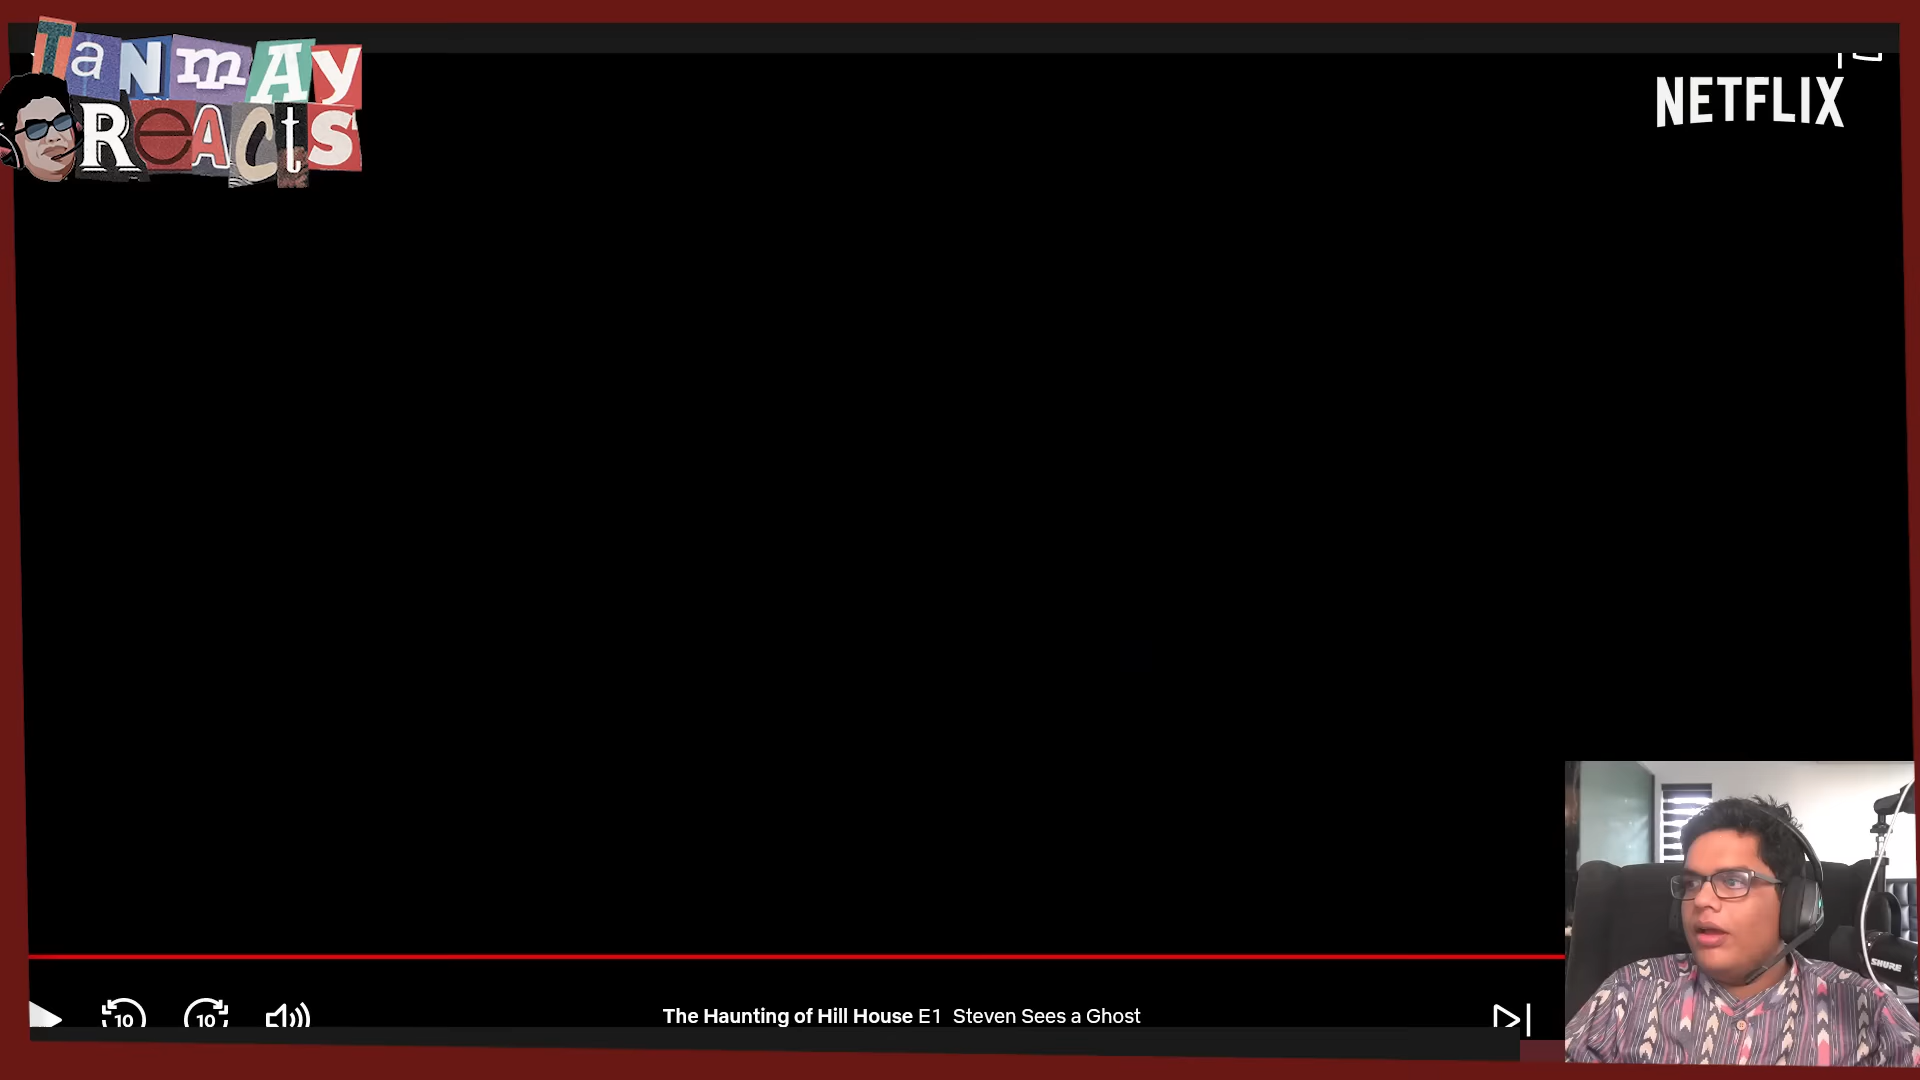 TaNmAy
ReActS
NETFLIX
10
10
The Haunting of Hill House E1 Steven Sees a Ghost
SHURE